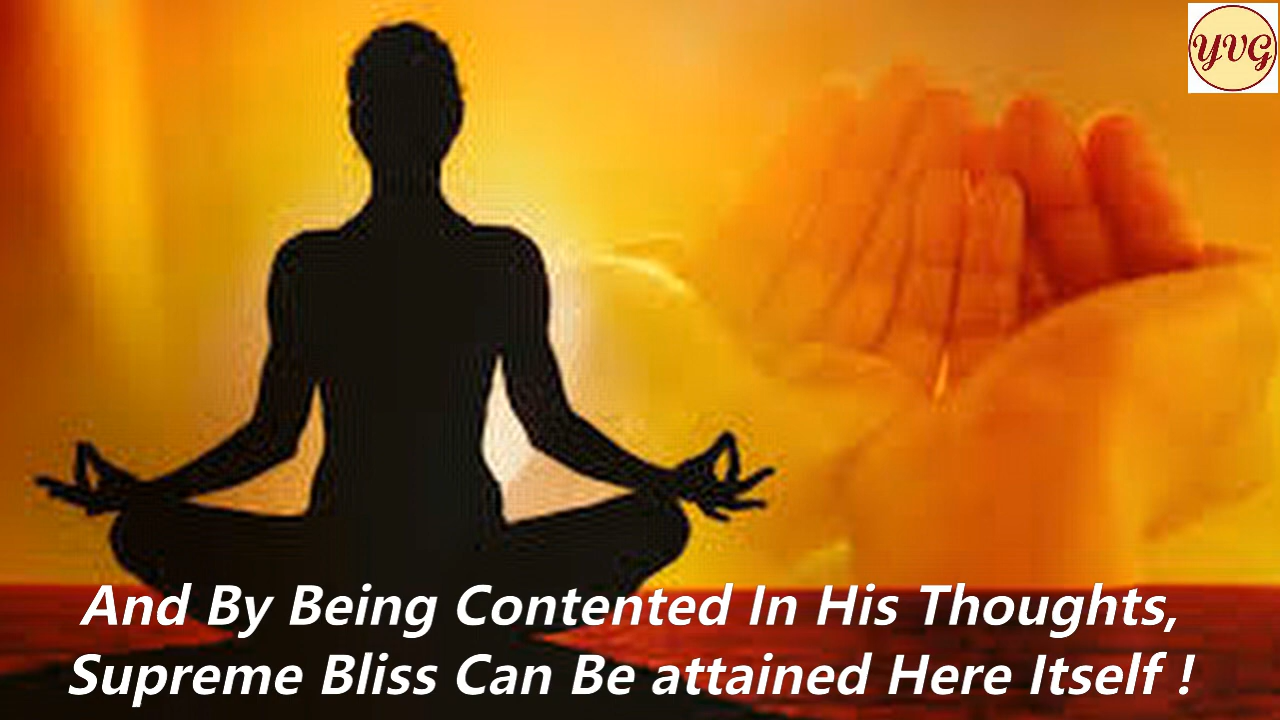 YVG
And By Being Contented In His Thoughts,
Supreme Bliss Can Be attained Here Itself !